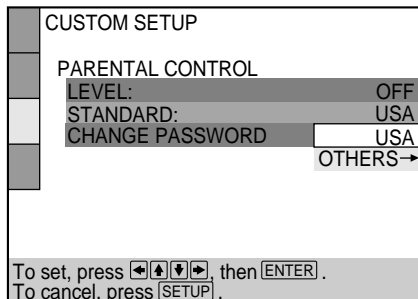 CUSTOM SETUP
PARENTAL CONTROL
LEVEL: OFF
STANDARD: USA
CHANGE PASSWORD USA
OTHERS→
To set, press ←↑↓→, then ENTER .
To cancel, press SETUP .